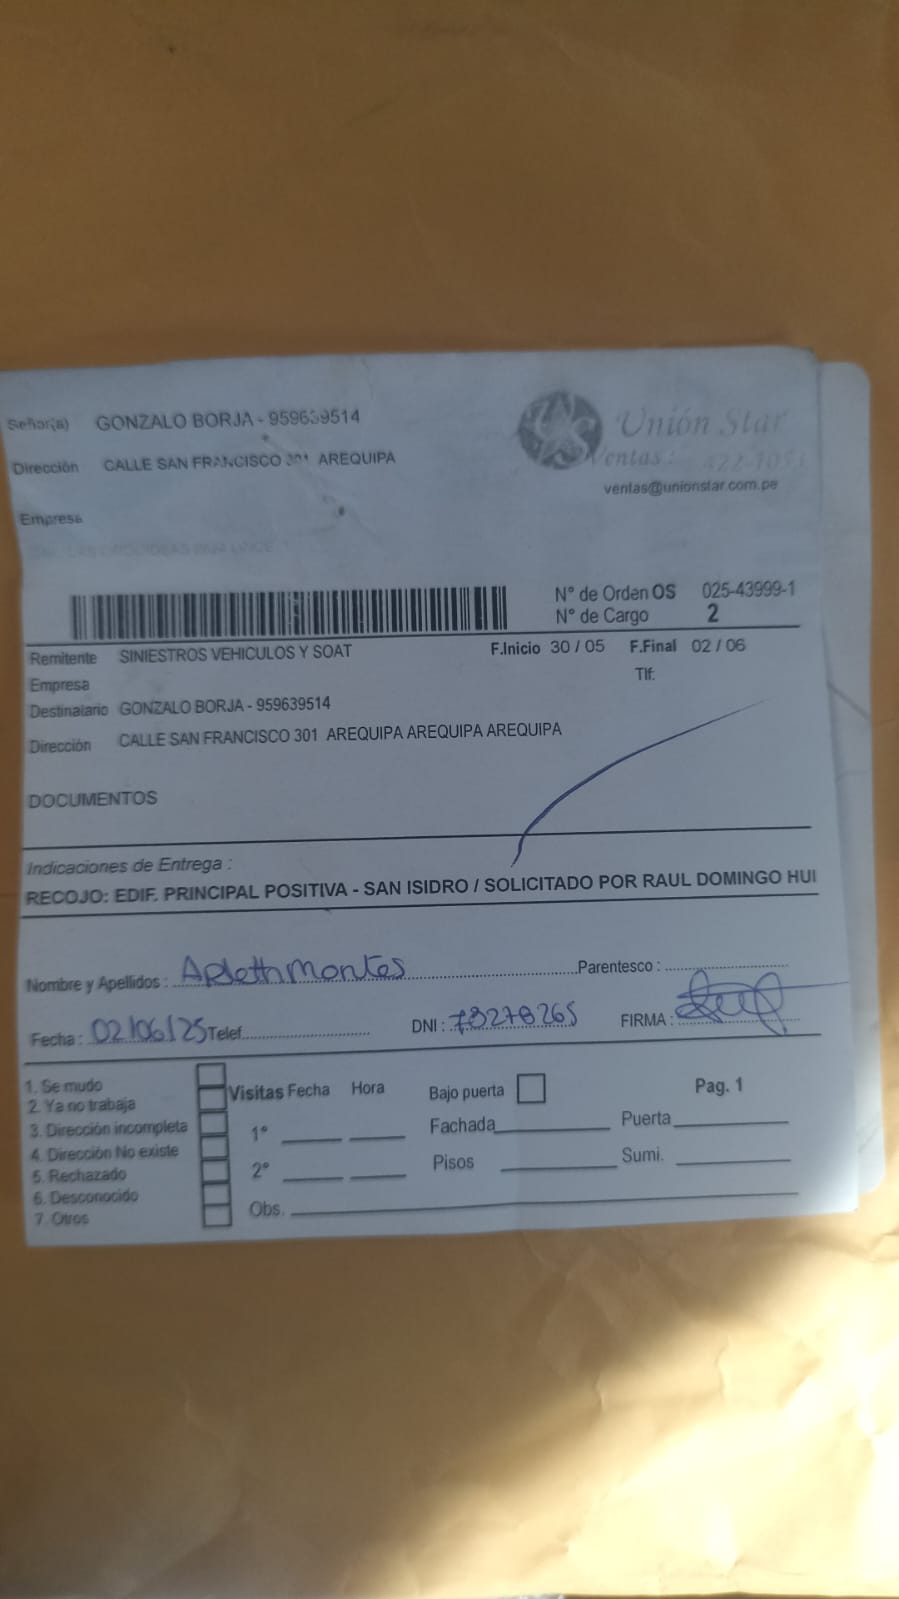 Señor(a) GONZALO BORJA - 959639514
Unión Star
Dirección CALLE SAN FRANCISCO 301 AREQUIPA
Ventas: 422-1053
ventas@unionstar.com.pe
Empresa
N° de Orden OS 025-43999-1
N° de Cargo 2
Remitente SINIESTROS VEHICULOS Y SOAT F.Inicio 30 / 05 F.Final 02 / 06
Empresa Tlf:
Destinatario GONZALO BORJA - 959639514
Dirección CALLE SAN FRANCISCO 301 AREQUIPA AREQUIPA AREQUIPA
DOCUMENTOS
Indicaciones de Entrega :
RECOJO: EDIF. PRINCIPAL POSITIVA - SAN ISIDRO / SOLICITADO POR RAUL DOMINGO HUI
Nombre y Apellidos : Montes Parentesco :
Fecha : 02/06/25 Telef. DNI : 73278265 FIRMA :
1. Se mudo
2. Ya no trabaja
3. Dirección incompleta
4. Dirección No existe
5. Rechazado
6. Desconocido
7. Otros
Visitas Fecha Hora
1°
2°
Obs.
Bajo puerta
Fachada
Pisos
Pag. 1
Puerta
Sumi.